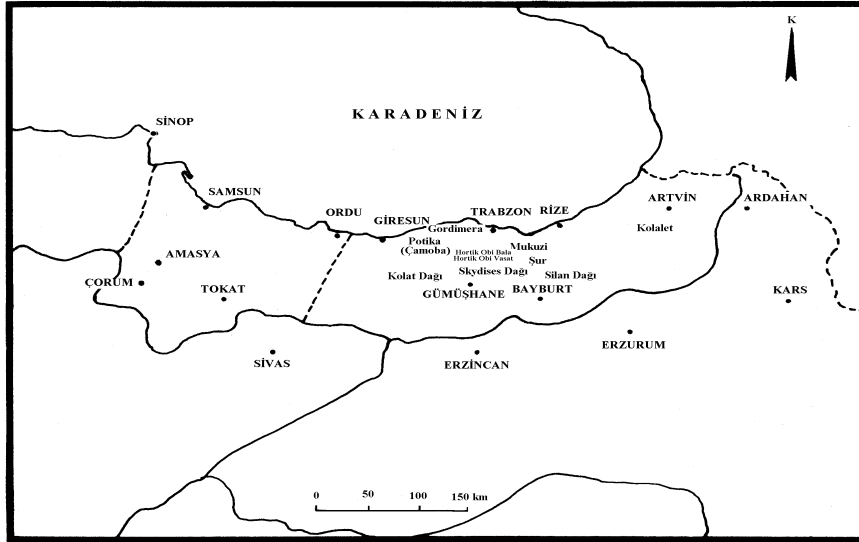 K
KARADENİZ
SİNOP
SAMSUN
ORDU
GİRESUN
TRABZON
RİZE
ARTVİN
ARDAHAN
Gordimera
Kolalet
Potika
(Çamoba)
Mukuzi
Hortik Obi Bala
Hortik Obi Vasat
Şur
AMASYA
Kolat Dağı
Skydises Dağı
Silan Dağı
ÇORUM
TOKAT
GÜMÜŞHANE
BAYBURT
KARS
SİVAS
ERZİNCAN
ERZURUM
0 50 100 150 km